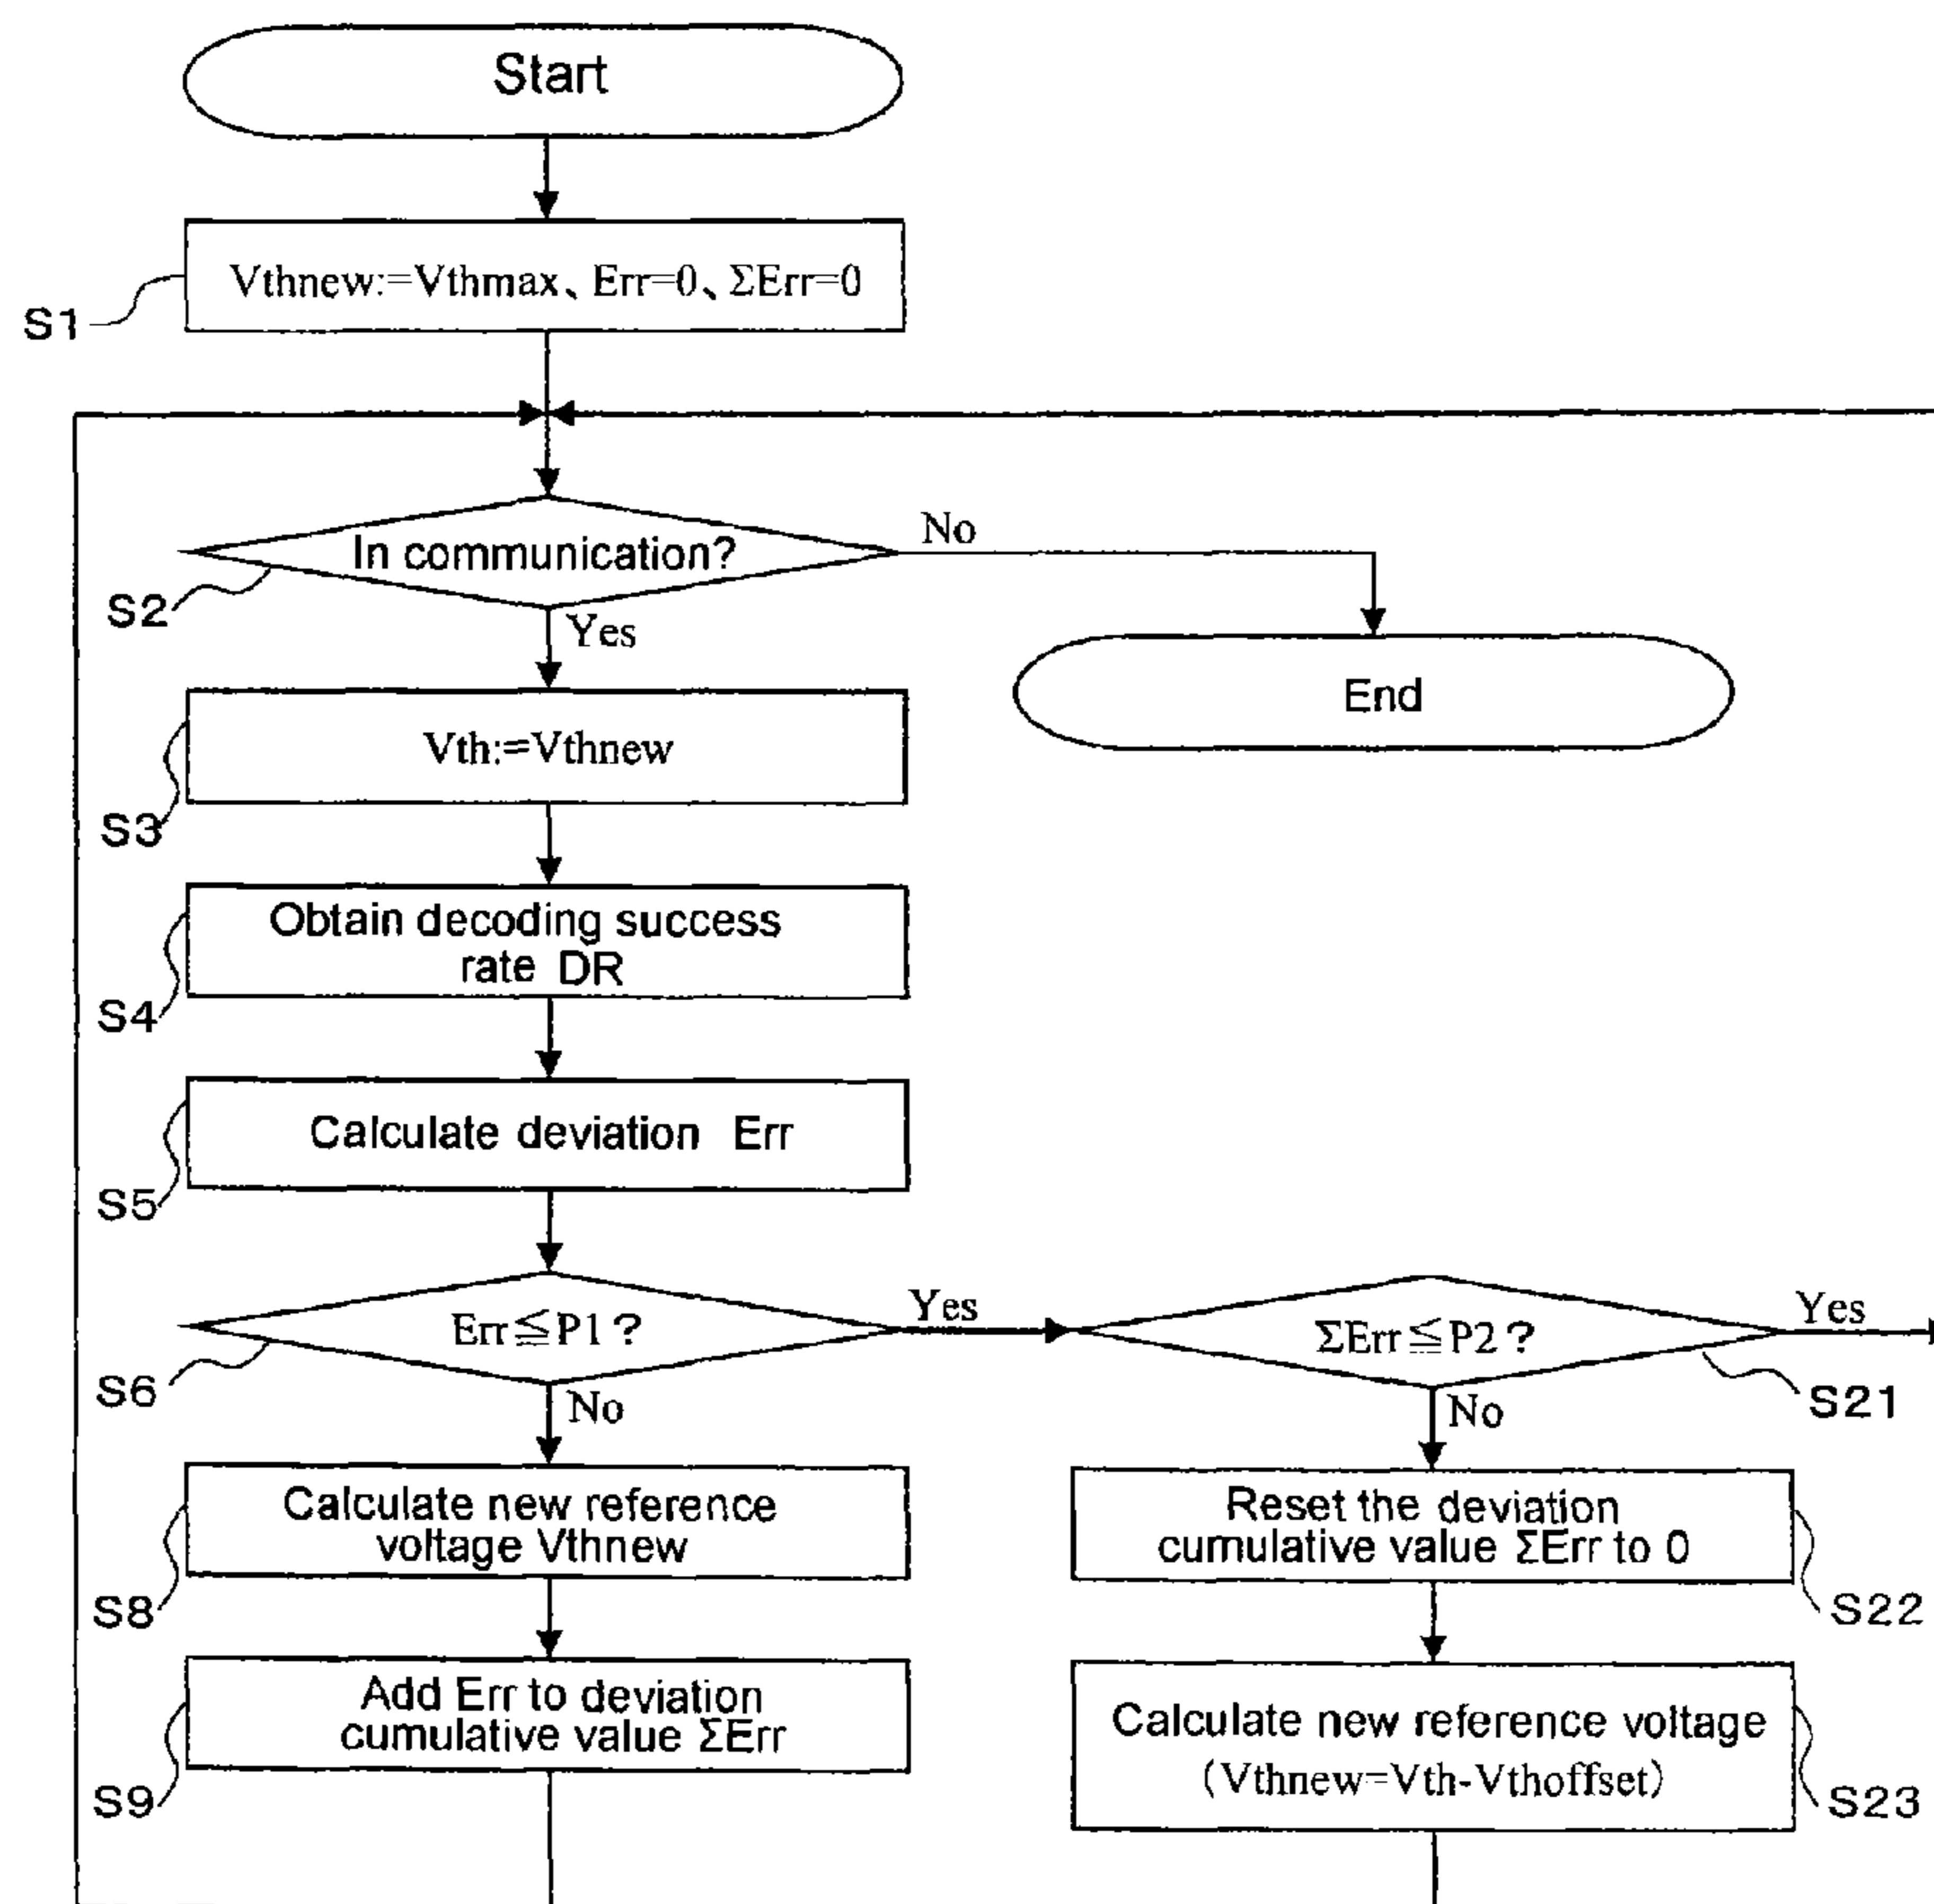 Start
Vthnew:=Vthmax、Err=0、ΣErr=0
S1
In communication?
No
S2
Yes
End
Vth:=Vthnew
S3
Obtain decoding success
rate DR
S4
Calculate deviation Err
S5
Err≦P1?
Yes
ΣErr≦P2?
Yes
S6
No
S21
No
Calculate new reference
voltage Vthnew
S8
Reset the deviation
cumulative value ΣErr to 0
S22
Add Err to deviation
cumulative value ΣErr
S9
Calculate new reference voltage
(Vthnew=Vth-Vthoffset)
S23